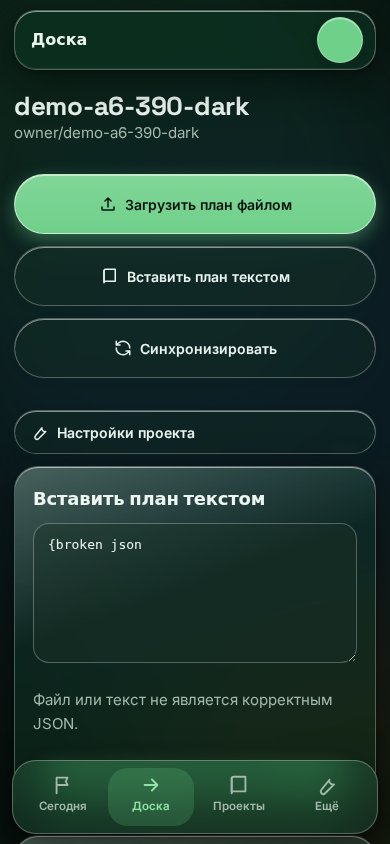 Доска
demo-a6-390-dark
owner/demo-a6-390-dark
Загрузить план файлом
Вставить план текстом
Синхронизировать
Настройки проекта
Вставить план текстом
{broken json
Файл или текст не является корректным
JSON.
Сегодня
Доска
Проекты
Ещё